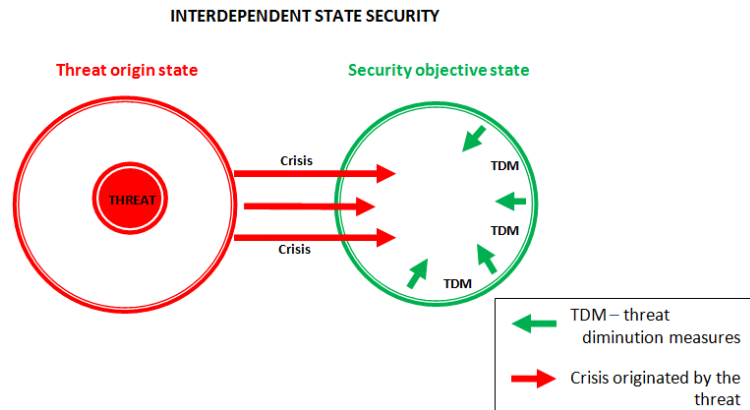 INTERDEPENDENT STATE SECURITY
Threat origin state
Security objective state
Crisis
THREAT
Crisis
TDM
TDM
TDM
TDM – threat
diminution measures
Crisis originated by the
threat